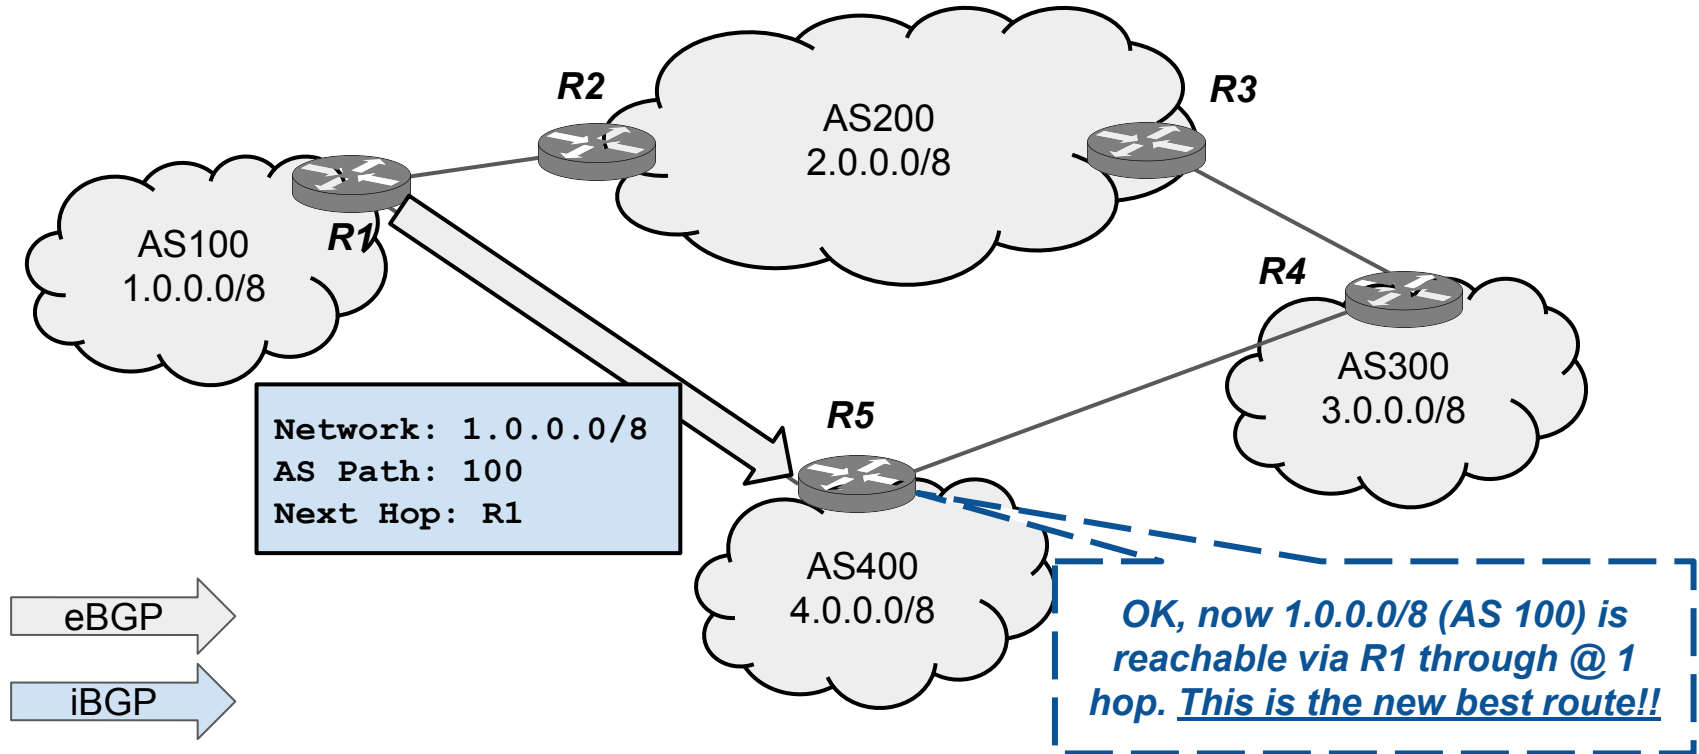 R2
R3
AS200
2.0.0.0/8
R1
AS100
1.0.0.0/8
R4
AS300
3.0.0.0/8
Network: 1.0.0.0/8
AS Path: 100
Next Hop: R1
R5
AS400
4.0.0.0/8
eBGP
iBGP
OK, now 1.0.0.0/8 (AS 100) is
reachable via R1 through @ 1
hop. This is the new best route!!